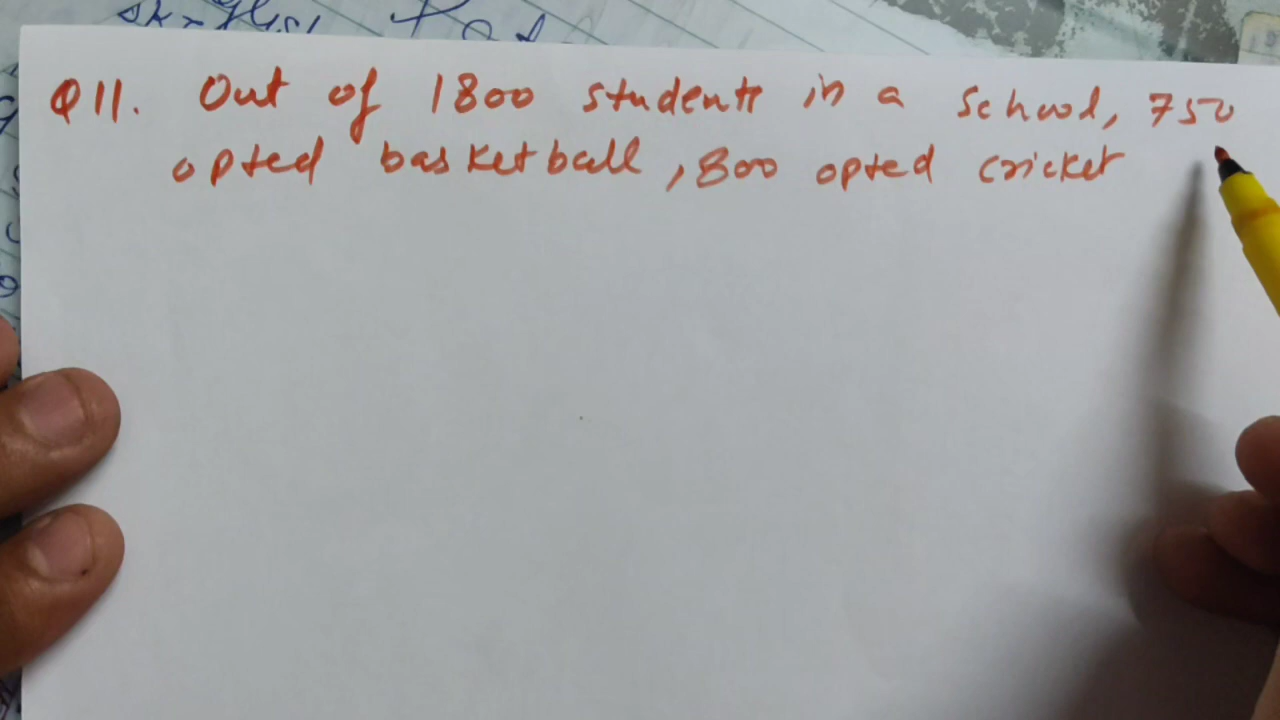 Q11. Out of 1800 students in a school, 750
opted basketball, 800 opted cricket